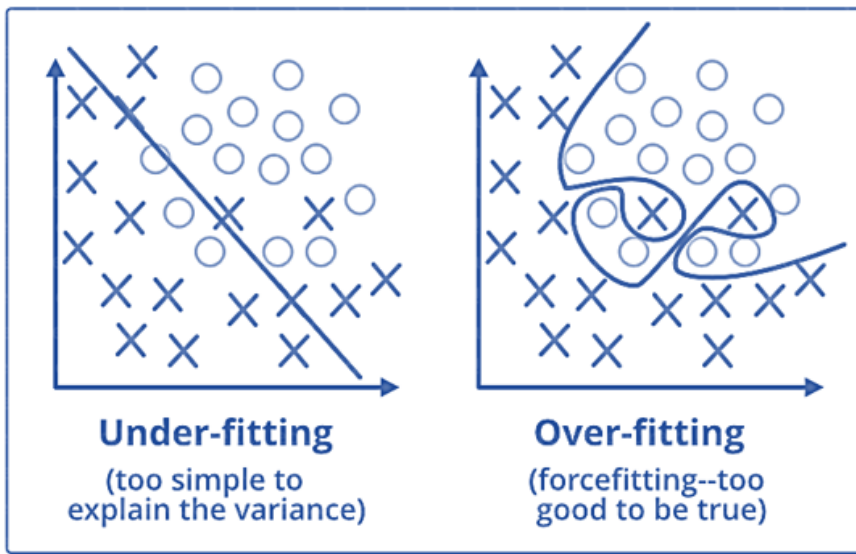 Under-fitting
(too simple to
explain the variance)
Over-fitting
(forcefitting--too
good to be true)